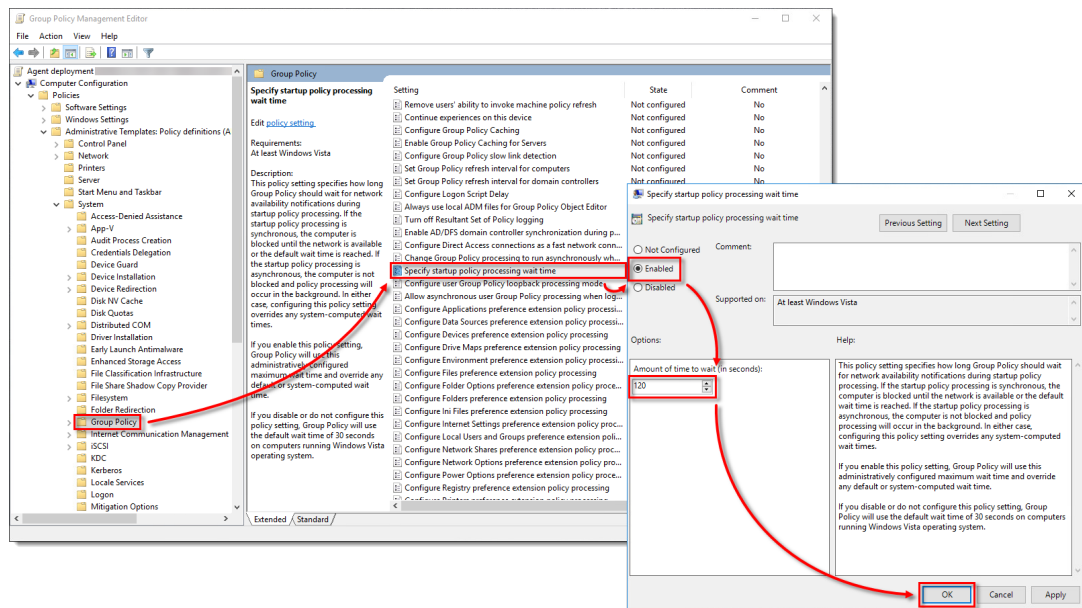 Group Policy Management Editor
File Action View Help
Agent deployment
Computer Configuration
Policies
Software Settings
Windows Settings
Administrative Templates: Policy definitions (A
Control Panel
Network
Printers
Server
Start Menu and Taskbar
System
Access-Denied Assistance
App-V
Audit Process Creation
Credentials Delegation
Device Guard
Device Installation
Device Redirection
Disk NV Cache
Disk Quotas
Distributed COM
Driver Installation
Early Launch Antimalware
Enhanced Storage Access
File Classification Infrastructure
File Share Shadow Copy Provider
Filesystem
Folder Redirection
Group Policy
Internet Communication Management
iSCSI
KDC
Kerberos
Locale Services
Logon
Mitigation Options
Group Policy
Specify startup policy processing
wait time
Edit policy setting
Requirements:
At least Windows Vista
Description:
This policy setting specifies how long
Group Policy should wait for network
availability notifications during
startup policy processing. If the
startup policy processing is
synchronous, the computer is
blocked until the network is available
or the default wait time is reached. If
the startup policy processing is
asynchronous, the computer is not
blocked and policy processing will
occur in the background. In either
case, configuring this policy setting
overrides any system-computed wait
times.
If you enable this policy setting,
Group Policy will use this
administratively configured
maximum wait time and override any
default or system-computed wait
time.
If you disable or do not configure this
policy setting, Group Policy will use
the default wait time of 30 seconds
on computers running Windows Vista
operating system.
Setting State Comment
Remove users' ability to invoke machine policy refresh Not configured No
Continue experiences on this device Not configured No
Configure Group Policy Caching Not configured No
Enable Group Policy Caching for Servers Not configured No
Configure Group Policy slow link detection Not configured No
Set Group Policy refresh interval for computers Not configured No
Set Group Policy refresh interval for domain controllers Not configured No
Configure Logon Script Delay
Always use local ADM files for Group Policy Object Editor
Turn off Resultant Set of Policy logging
Enable AD/DFS domain controller synchronization during p...
Configure Direct Access connections as a fast network conn...
Change Group Policy processing to run asynchronously wh...
Specify startup policy processing wait time
Configure user Group Policy loopback processing mode
Allow asynchronous user Group Policy processing when log...
Configure Applications preference extension policy processi...
Configure Data Sources preference extension policy processi...
Configure Devices preference extension policy processing
Configure Drive Maps preference extension policy processing
Configure Environment preference extension policy processi...
Configure Files preference extension policy processing
Configure Folder Options preference extension policy proce...
Configure Folders preference extension policy processing
Configure Ini Files preference extension policy processing
Configure Internet Settings preference extension policy proc...
Configure Local Users and Groups preference extension poli...
Configure Network Shares preference extension policy proc...
Configure Network Options preference extension policy pro...
Configure Power Options preference extension policy proce...
Configure Registry preference extension policy processing
Configure Printers preference extension policy processing
Extended Standard
Specify startup policy processing wait time
Specify startup policy processing wait time
Previous Setting Next Setting
Not Configured Comment:
Enabled
Disabled
Supported on: At least Windows Vista
Options: Help:
Amount of time to wait (in seconds):
120
This policy setting specifies how long Group Policy should wait
for network availability notifications during startup policy
processing. If the startup policy processing is synchronous, the
computer is blocked until the network is available or the default
wait time is reached. If the startup policy processing is
asynchronous, the computer is not blocked and policy
processing will occur in the background. In either case,
configuring this policy setting overrides any system-computed
wait times.
If you enable this policy setting, Group Policy will use this
administratively configured maximum wait time and override
any default or system-computed wait time.
If you disable or do not configure this policy setting, Group
Policy will use the default wait time of 30 seconds on computers
running Windows Vista operating system.
OK Cancel Apply